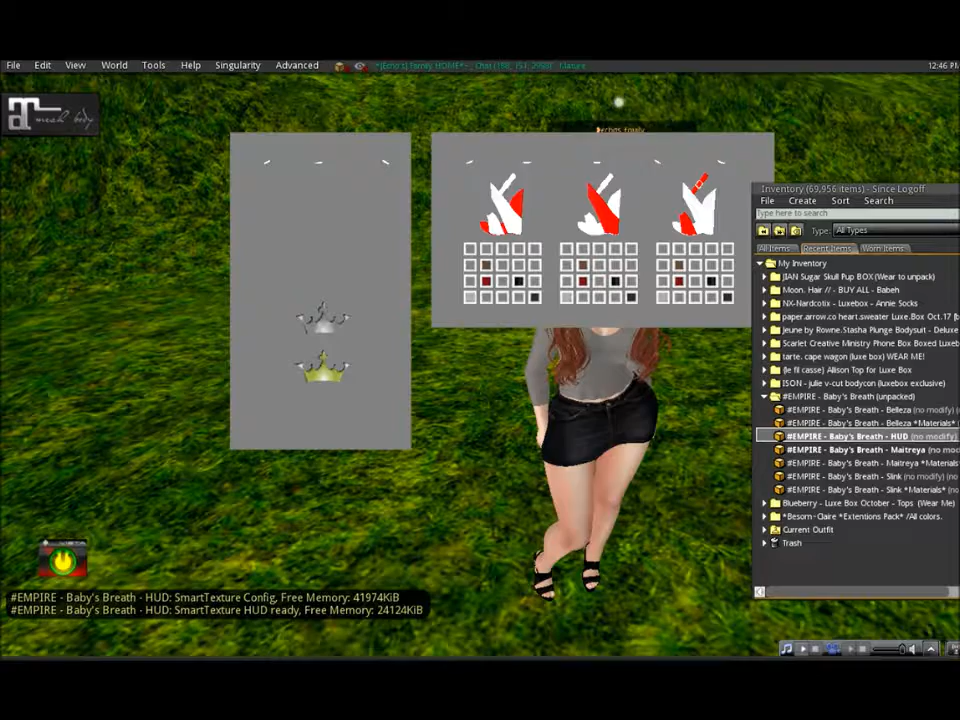 File Edit View World Tools Help Singularity Advanced
12:46 PM
mesh body
Inventory (69,956 items) - Since Logoff
File Create Sort Search
Type here to search
Type: All Types
All Items Recent Items Worn Items
My Inventory
JIAN Sugar Skull Pup BOX (Wear to unpack)
Moon. Hair // - BUY ALL - Babeh
NX-Nardcotix - Luxebox - Annie Socks
paper.arrow.co heart.sweater Luxe.Box Oct.17
Jeune by Rowne.Stasha Plunge Bodysuit - Deluxe
Scarlet Creative Ministry Phone Box Boxed Luxeb
tarte. cape wagon (luxe box) WEAR ME!
{le fil casse} Allison Top for Luxe Box
ISON - julie v-cut bodycon (luxebox exclusive)
#EMPIRE - Baby's Breath (unpacked)
#EMPIRE - Baby's Breath - Belleza (no modify)
#EMPIRE - Baby's Breath - Belleza *Materials*
#EMPIRE - Baby's Breath - HUD (no modify)
#EMPIRE - Baby's Breath - Maitreya (no mod
#EMPIRE - Baby's Breath - Maitreya *Materials
#EMPIRE - Baby's Breath - Slink (no modify) (no
#EMPIRE - Baby's Breath - Slink *Materials* (no
Blueberry - Luxe Box October - Tops (Wear Me)
*Besom~Claire *Extentions Pack* /All colors.
Current Outfit
Trash
#EMPIRE - Baby's Breath - HUD: SmartTexture Config, Free Memory: 41974KiB
#EMPIRE - Baby's Breath - HUD: SmartTexture HUD ready, Free Memory: 24124KiB